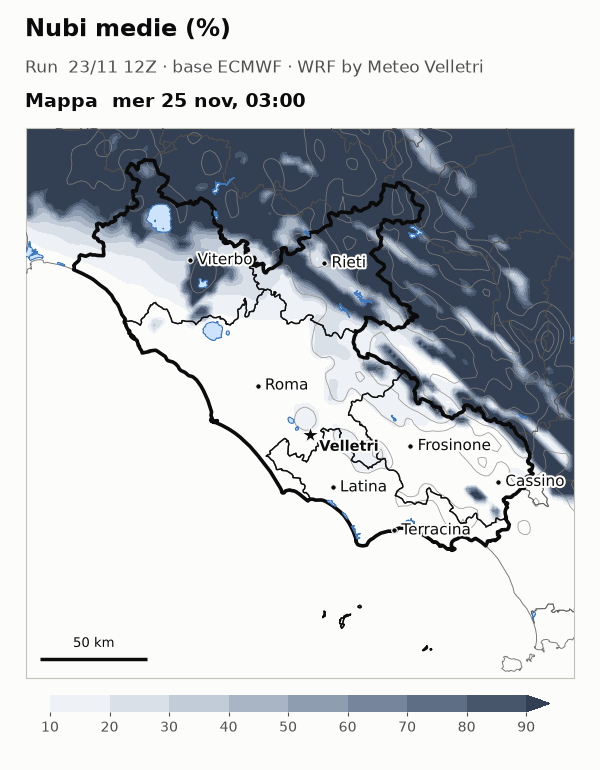 Nubi medie (%)
Run 23/11 12Z · base ECMWF · WRF by Meteo Velletri
Mappa mer 25 nov, 03:00
Viterbo
Rieti
Roma
Velletri
Frosinone
Latina
Cassino
Terracina
50 km
10 20 30 40 50 60 70 80 90